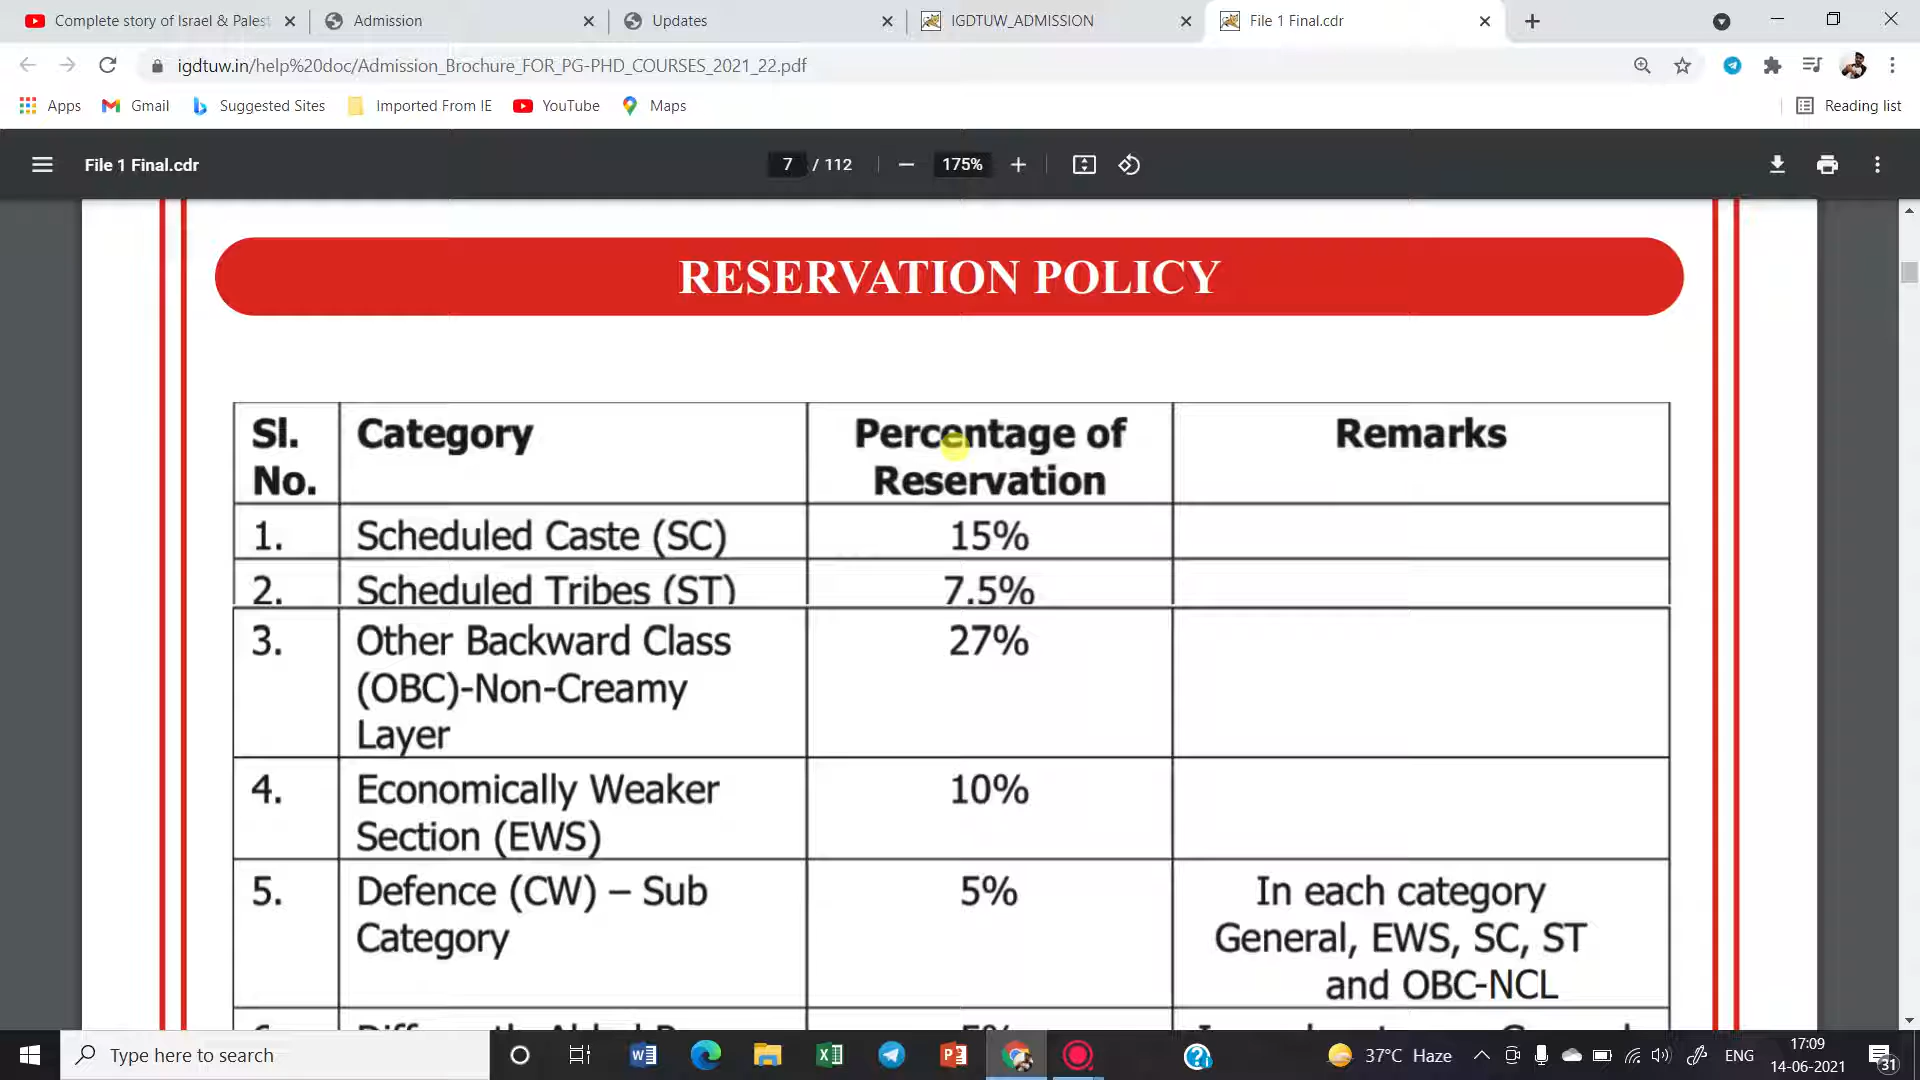 Complete story of Israel & Palest
Admission
Updates
IGDTUW_ADMISSION
File 1 Final.cdr
igdtuw.in/help%20doc/Admission_Brochure_FOR_PG-PHD_COURSES_2021_22.pdf
Apps
Gmail
Suggested Sites
Imported From IE
YouTube
Maps
Reading list
File 1 Final.cdr
7 / 112
175%
RESERVATION POLICY
Sl. Category Percentage of Remarks
No. Reservation
1. Scheduled Caste (SC) 15%
2. Scheduled Tribes (ST) 7.5%
3. Other Backward Class 27%
(OBC)-Non-Creamy
Layer
4. Economically Weaker 10%
Section (EWS)
5. Defence (CW) – Sub 5% In each category
Category General, EWS, SC, ST
and OBC-NCL
Type here to search
37°C Haze
ENG
17:09
14-06-2021
31